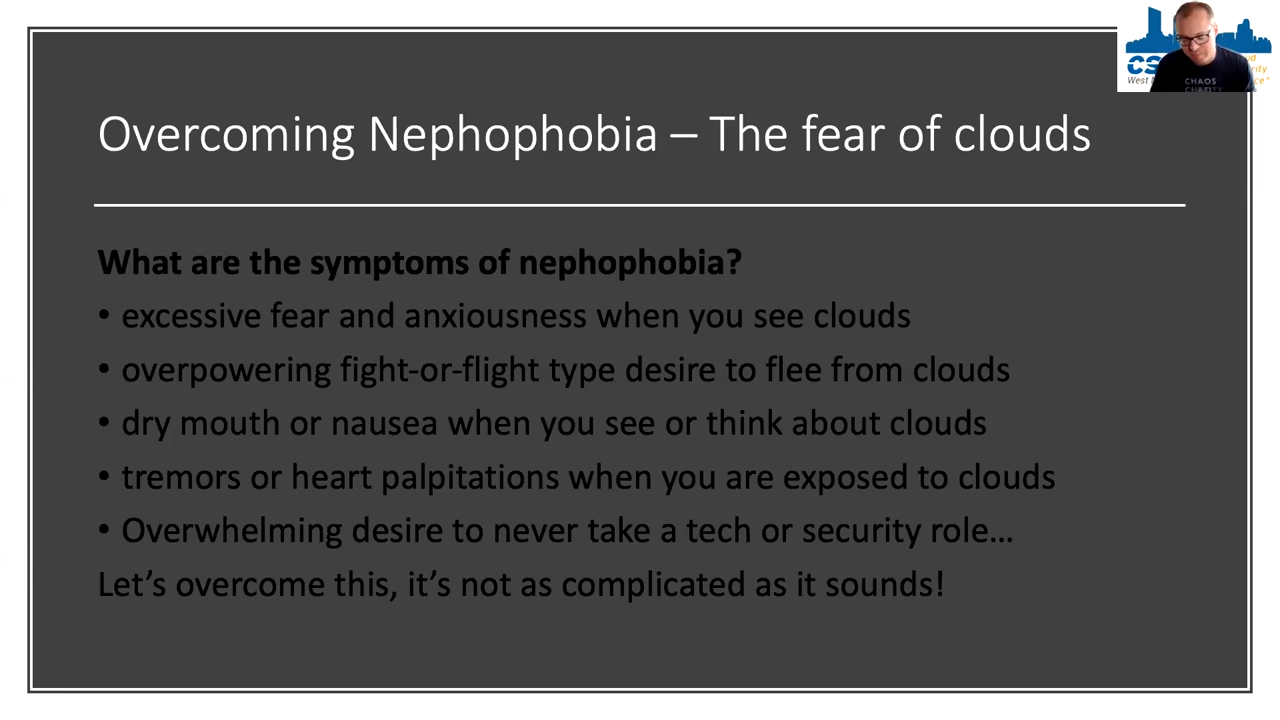 Overcoming Nephophobia – The fear of clouds
What are the symptoms of nephophobia?
• excessive fear and anxiousness when you see clouds
• overpowering fight-or-flight type desire to flee from clouds
• dry mouth or nausea when you see or think about clouds
• tremors or heart palpitations when you are exposed to clouds
• Overwhelming desire to never take a tech or security role…
Let’s overcome this, it’s not as complicated as it sounds!
CS
West
CHAOS